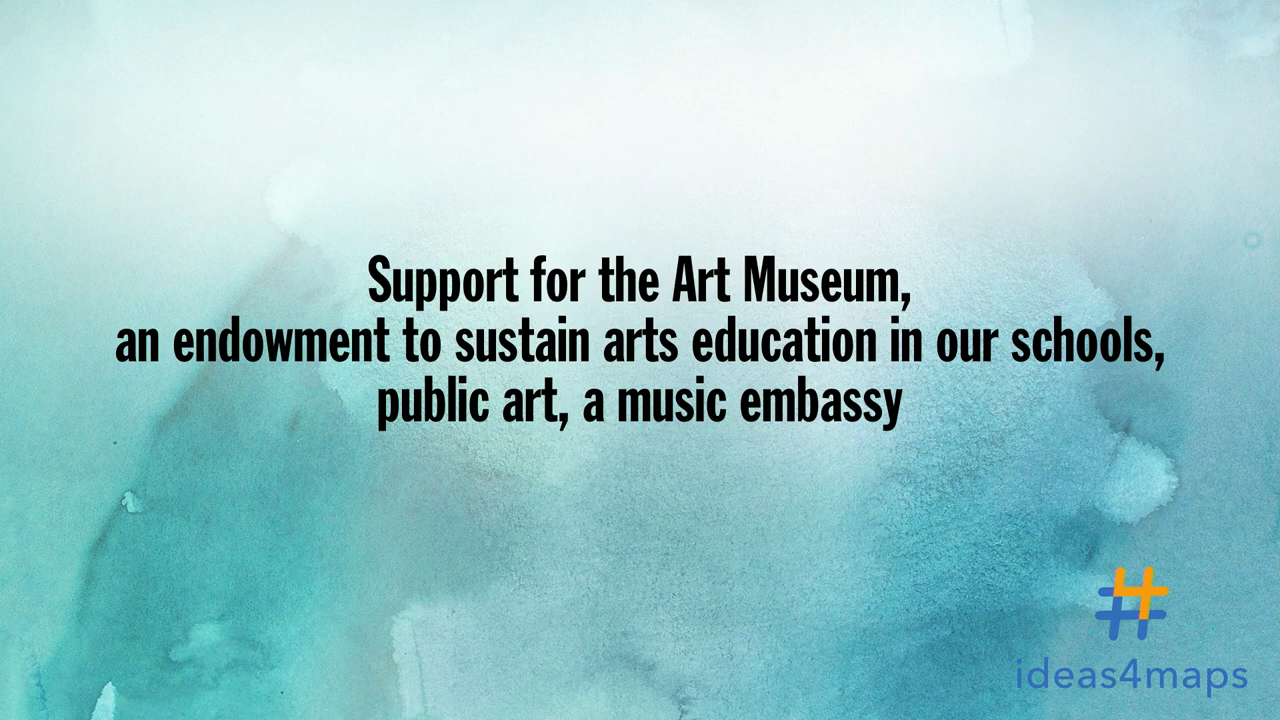 Support for the Art Museum,
an endowment to sustain arts education in our schools,
public art, a music embassy
#
ideas4maps